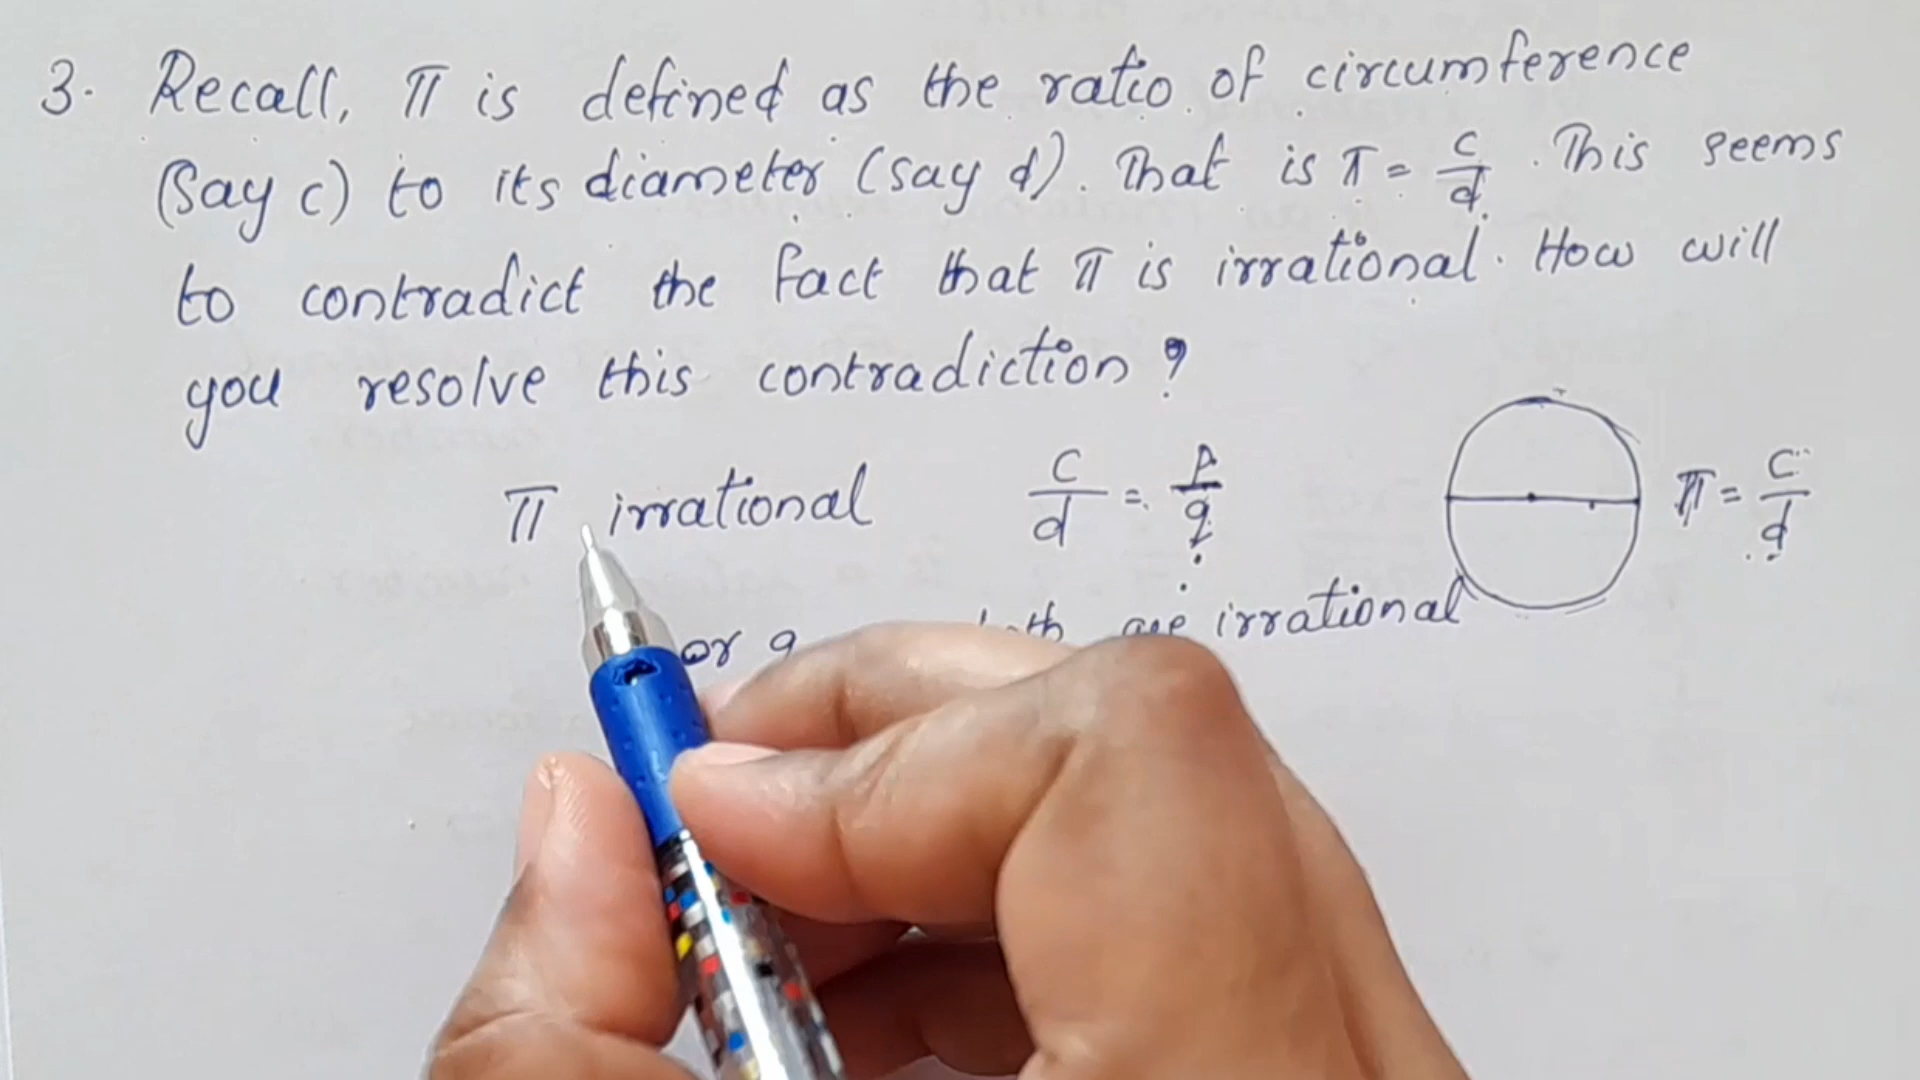 3. Recall, π is defined as the ratio of circumference
(Say c) to its diameter (say d). That is π = c/d. This seems
to contradict the fact that π is irrational. How will
you resolve this contradiction?
π irrational c/d = p/q π = c/d
or q are irrational